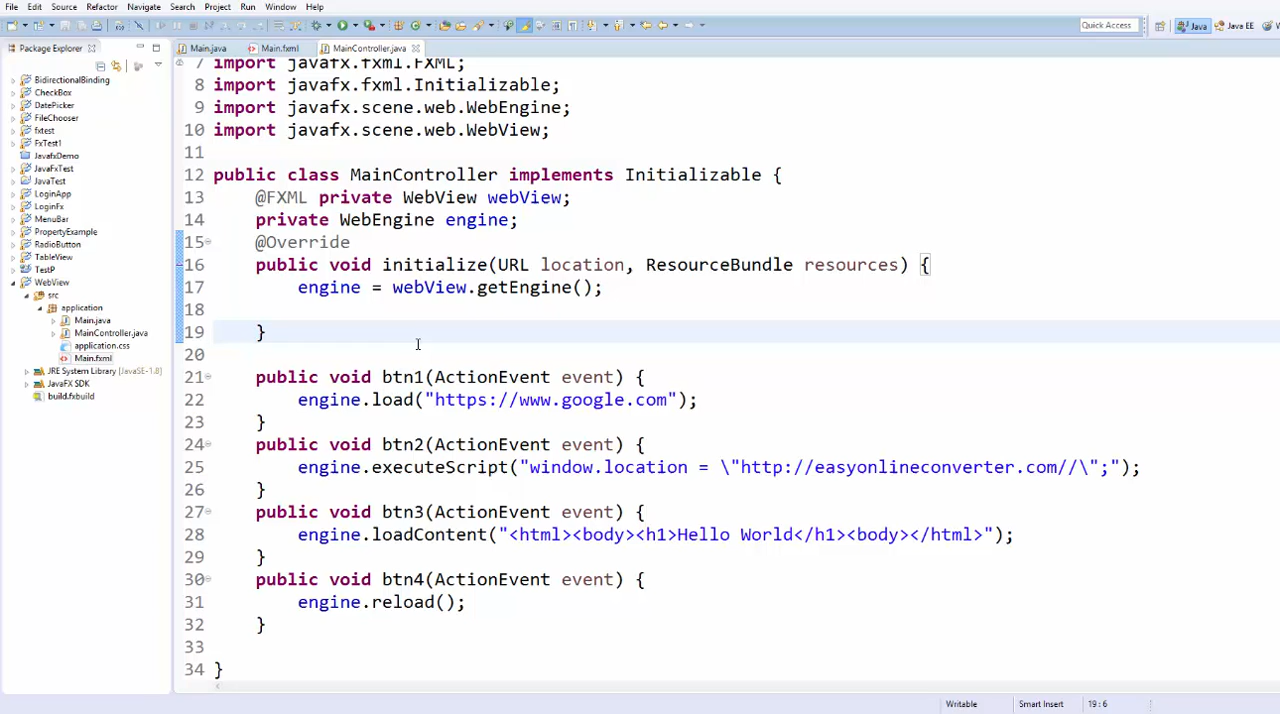 File Edit Source Refactor Navigate Search Project Run Window Help
Quick Access Java Java EE
Package Explorer Main.java Main.fxml MainController.java
BidirectionalBinding
CheckBox
DatePicker
FileChooser
fxtest
FxTest1
JavafxDemo
JavaFxTest
JavaTest
LoginApp
LoginFx
MenuBar
PropertyExample
RadioButton
TableView
TestP
WebView
src
application
Main.java
MainController.java
application.css
Main.fxml
JRE System Library [JavaSE-1.8]
JavaFX SDK
build.fxbuild
7 import javafx.fxml.FXML;
8 import javafx.fxml.Initializable;
9 import javafx.scene.web.WebEngine;
10 import javafx.scene.web.WebView;
11
12 public class MainController implements Initializable {
13 @FXML private WebView webView;
14 private WebEngine engine;
15 @Override
16 public void initialize(URL location, ResourceBundle resources) {
17 engine = webView.getEngine();
18
19 }
20
21 public void btn1(ActionEvent event) {
22 engine.load("https://www.google.com");
23 }
24 public void btn2(ActionEvent event) {
25 engine.executeScript("window.location = \"http://easyonlineconverter.com//\";");
26 }
27 public void btn3(ActionEvent event) {
28 engine.loadContent("<html><body><h1>Hello World</h1><body></html>");
29 }
30 public void btn4(ActionEvent event) {
31 engine.reload();
32 }
33
34 }
Writable Smart Insert 19 : 6